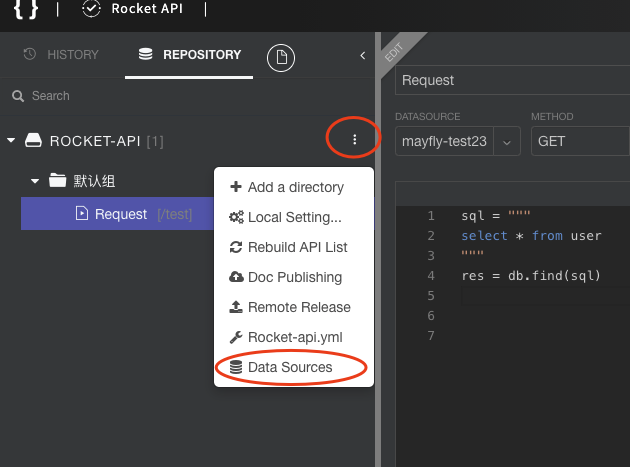 {} | Rocket API |
HISTORY REPOSITORY
Search
ROCKET-API [1]
默认组
Request [/test]
Add a directory
Local Setting...
Rebuild API List
Doc Publishing
Remote Release
Rocket-api.yml
Data Sources
EDIT
Request
DATASOURCE METHOD
mayfly-test23 GET
1 sql = """
2 select * from user
3 """
4 res = db.find(sql)
5
6
7